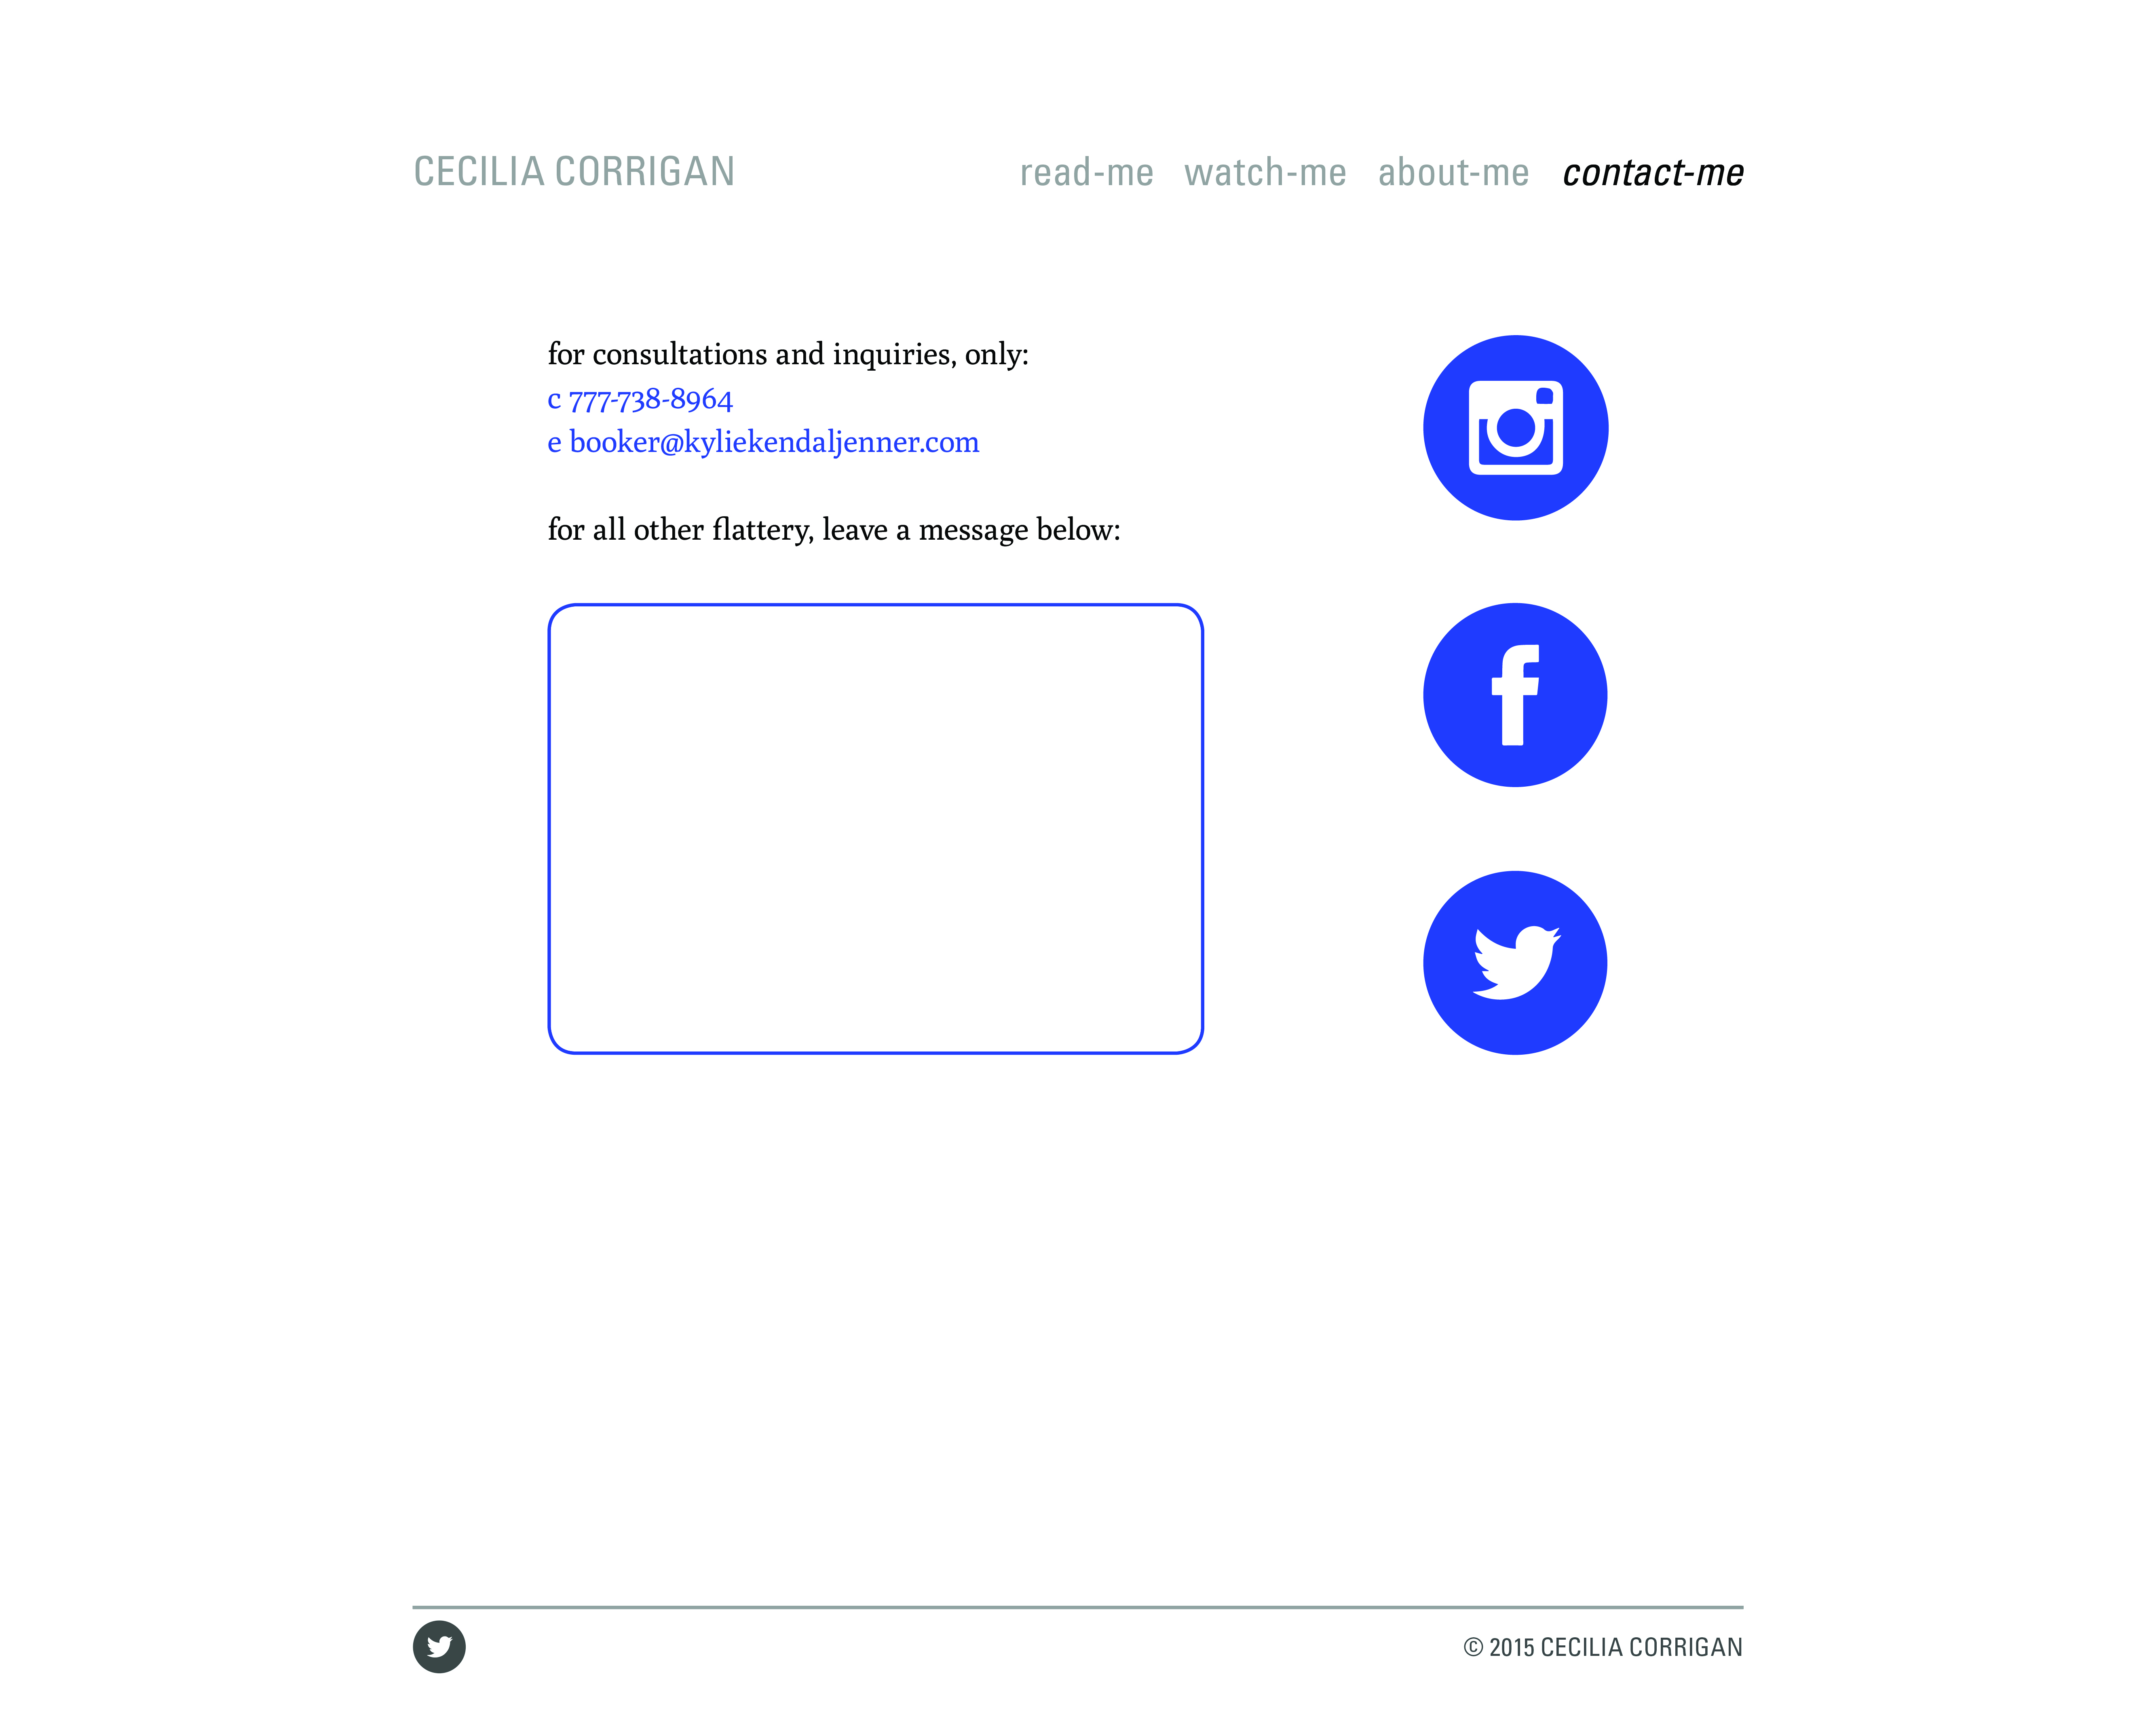 CECILIA CORRIGAN read-me watch-me about-me contact-me
for consultations and inquiries, only:
c 777-738-8964
e booker@kyliekendaljenner.com
for all other flattery, leave a message below:
© 2015 CECILIA CORRIGAN